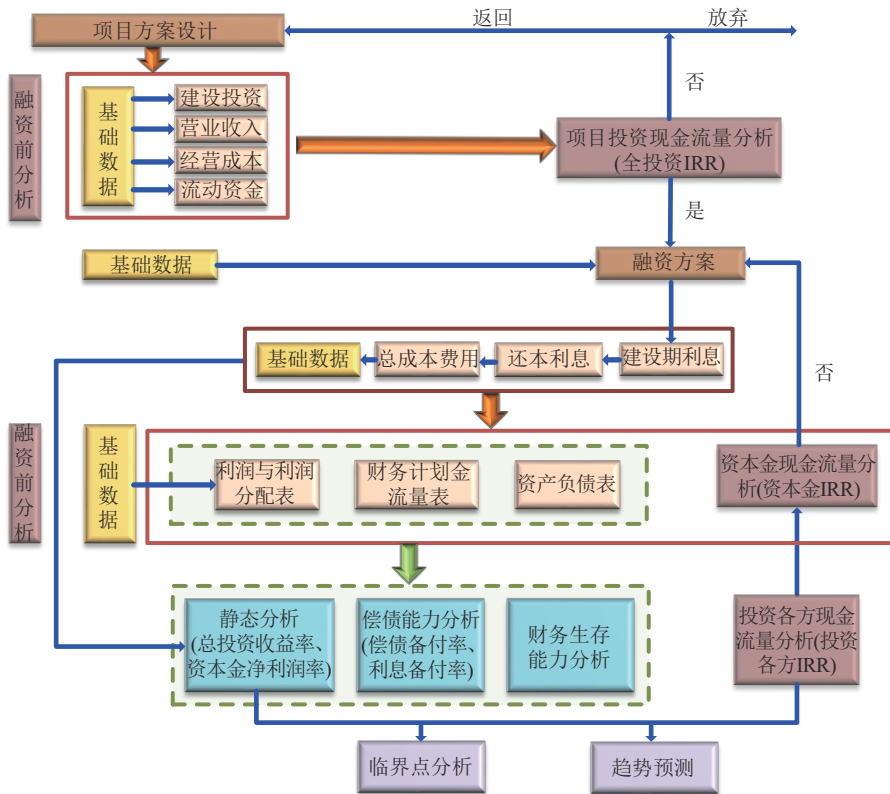 项目方案设计
返回
放弃
否
融资前分析
基础数据
建设投资
营业收入
经营成本
流动资金
项目投资现金流量分析
(全投资IRR)
是
基础数据
融资方案
基础数据
总成本费用
还本利息
建设期利息
否
融资前分析
基础数据
利润与利润
分配表
财务计划金
流量表
资产负债表
资本金现金流量分
析(资本金IRR)
静态分析
(总投资收益率、
资本金净利润率)
偿债能力分析
(偿债备付率、
利息备付率)
财务生存
能力分析
投资各方现金
流量分析(投资
各方IRR)
临界点分析
趋势预测